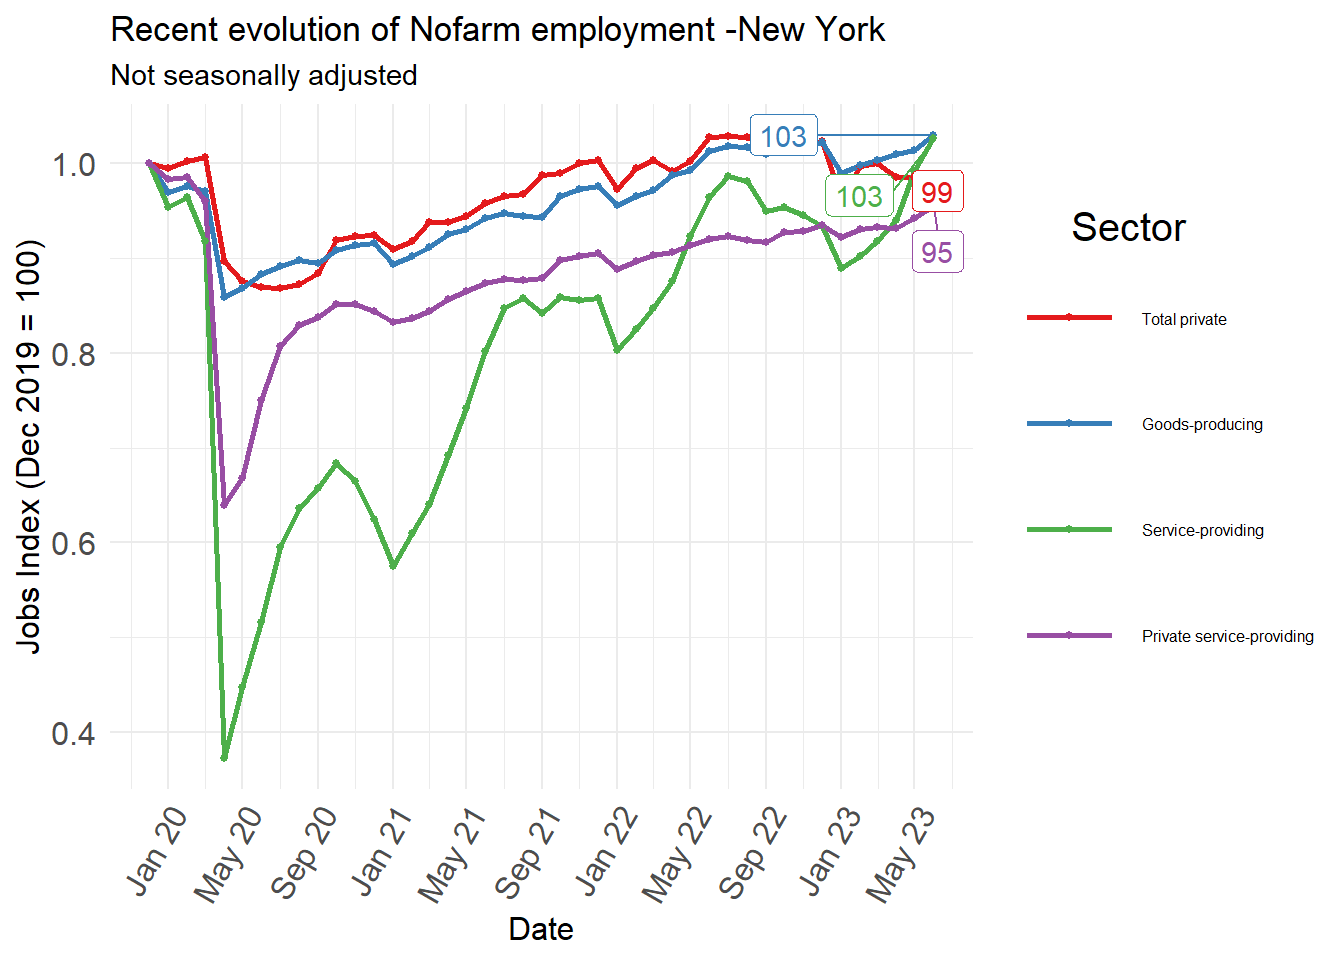 Recent evolution of Nofarm employment -New York
Not seasonally adjusted
Jobs Index (Dec 2019 = 100)
1.0
0.8
0.6
0.4
103
103
99
95
Jan 20
May 20
Sep 20
Jan 21
May 21
Sep 21
Jan 22
May 22
Sep 22
Jan 23
May 23
Date
Sector
Total private
Goods-producing
Service-providing
Private service-providing